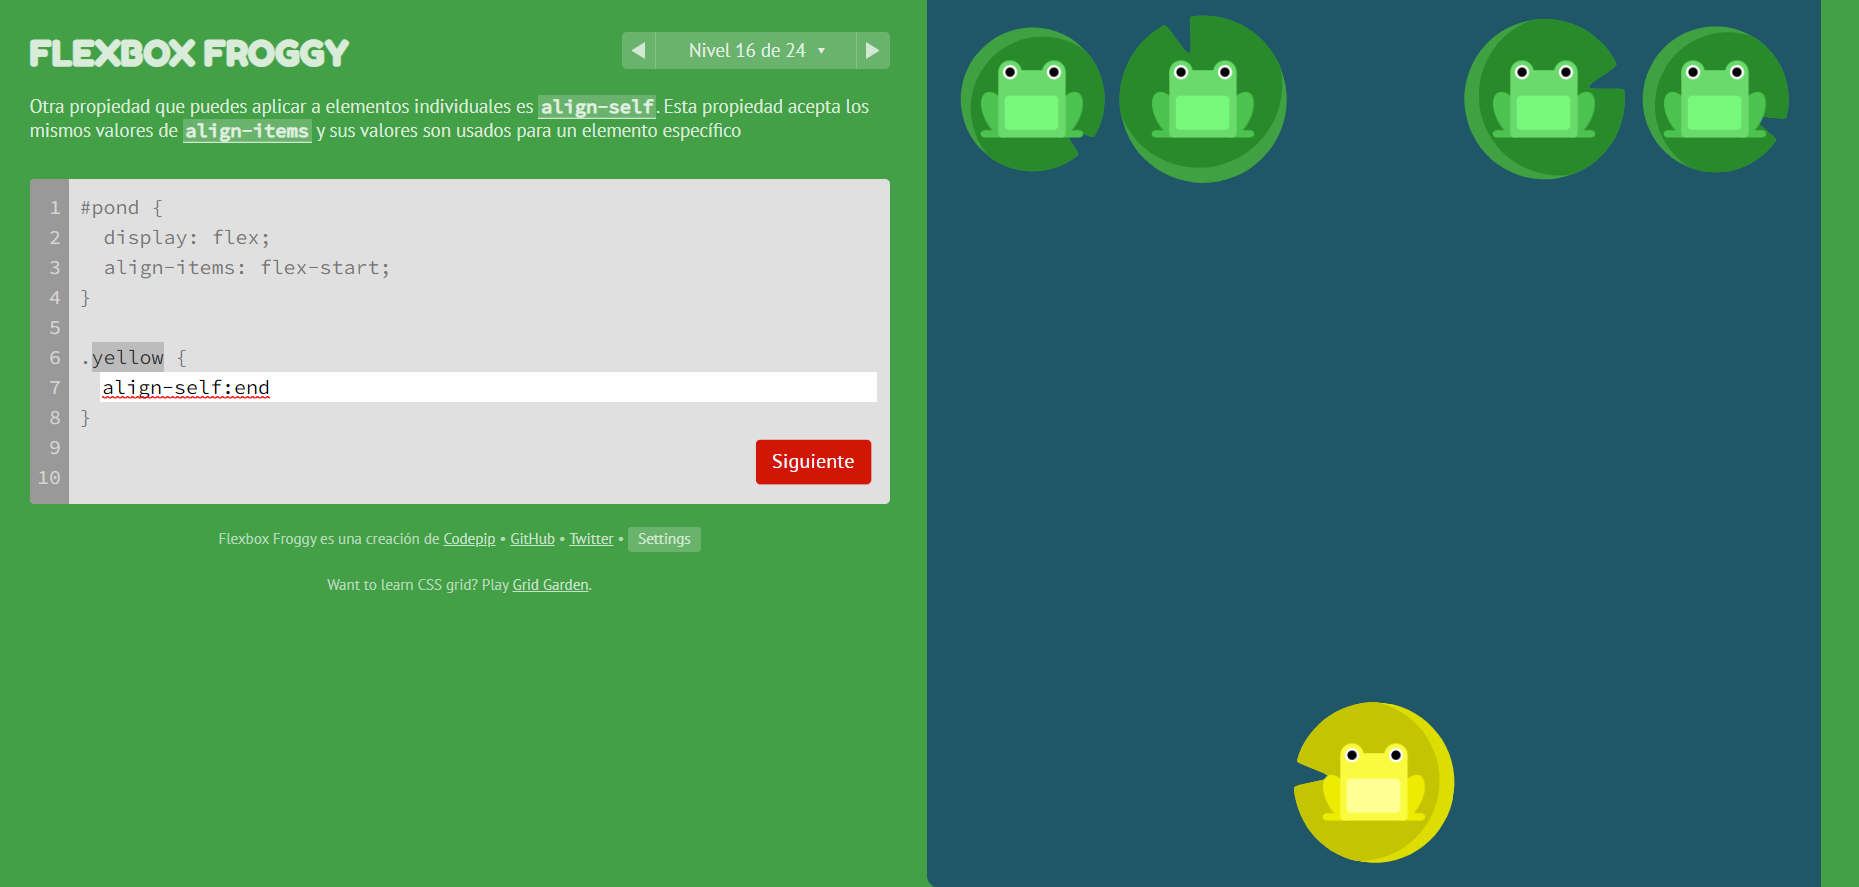 FLEXBOX FROGGY
Nivel 16 de 24
Otra propiedad que puedes aplicar a elementos individuales es align-self. Esta propiedad acepta los
mismos valores de align-items y sus valores son usados para un elemento específico
1 #pond {
2 display: flex;
3 align-items: flex-start;
4 }
5
6 .yellow {
7 align-self:end
8 }
9
10
Siguiente
Flexbox Froggy es una creación de Codepip • GitHub • Twitter • Settings
Want to learn CSS grid? Play Grid Garden.